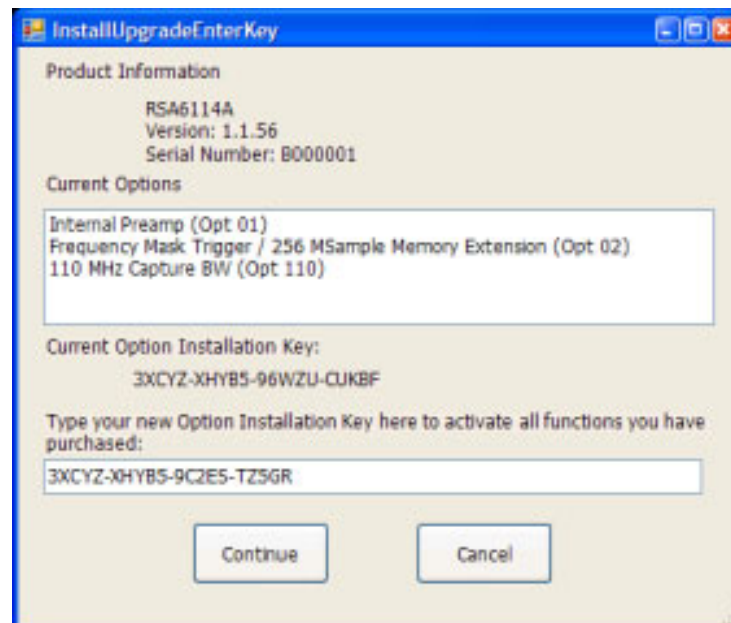 InstallUpgradeEnterKey
Product Information
RSA6114A
Version: 1.1.56
Serial Number: B000001
Current Options
Internal Preamp (Opt 01)
Frequency Mask Trigger / 256 MSample Memory Extension (Opt 02)
110 MHz Capture BW (Opt 110)
Current Option Installation Key:
3XCYZ-XHYB5-96WZU-CUKBF
Type your new Option Installation Key here to activate all functions you have
purchased:
3XCYZ-XHYB5-9C2E5-TZ5GR
Continue
Cancel